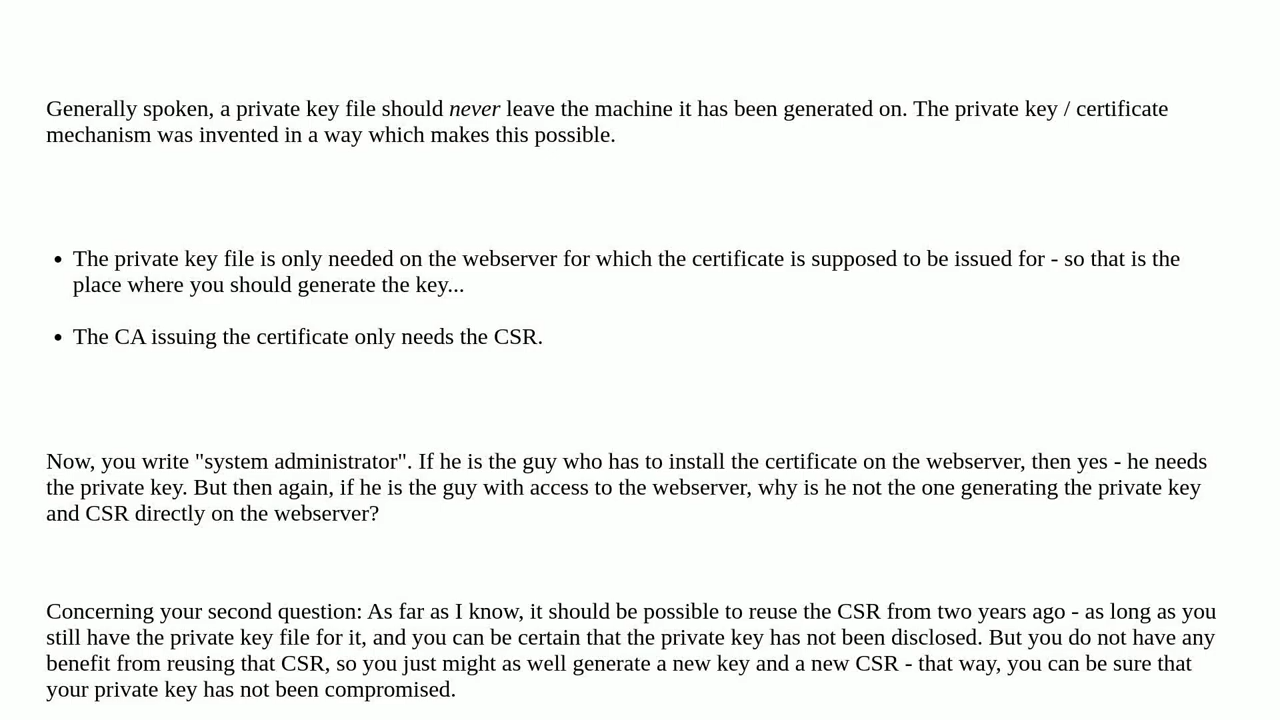 Generally spoken, a private key file should never leave the machine it has been generated on. The private key / certificate
mechanism was invented in a way which makes this possible.
• The private key file is only needed on the webserver for which the certificate is supposed to be issued for - so that is the
place where you should generate the key...
• The CA issuing the certificate only needs the CSR.
Now, you write "system administrator". If he is the guy who has to install the certificate on the webserver, then yes - he needs
the private key. But then again, if he is the guy with access to the webserver, why is he not the one generating the private key
and CSR directly on the webserver?
Concerning your second question: As far as I know, it should be possible to reuse the CSR from two years ago - as long as you
still have the private key file for it, and you can be certain that the private key has not been disclosed. But you do not have any
benefit from reusing that CSR, so you just might as well generate a new key and a new CSR - that way, you can be sure that
your private key has not been compromised.